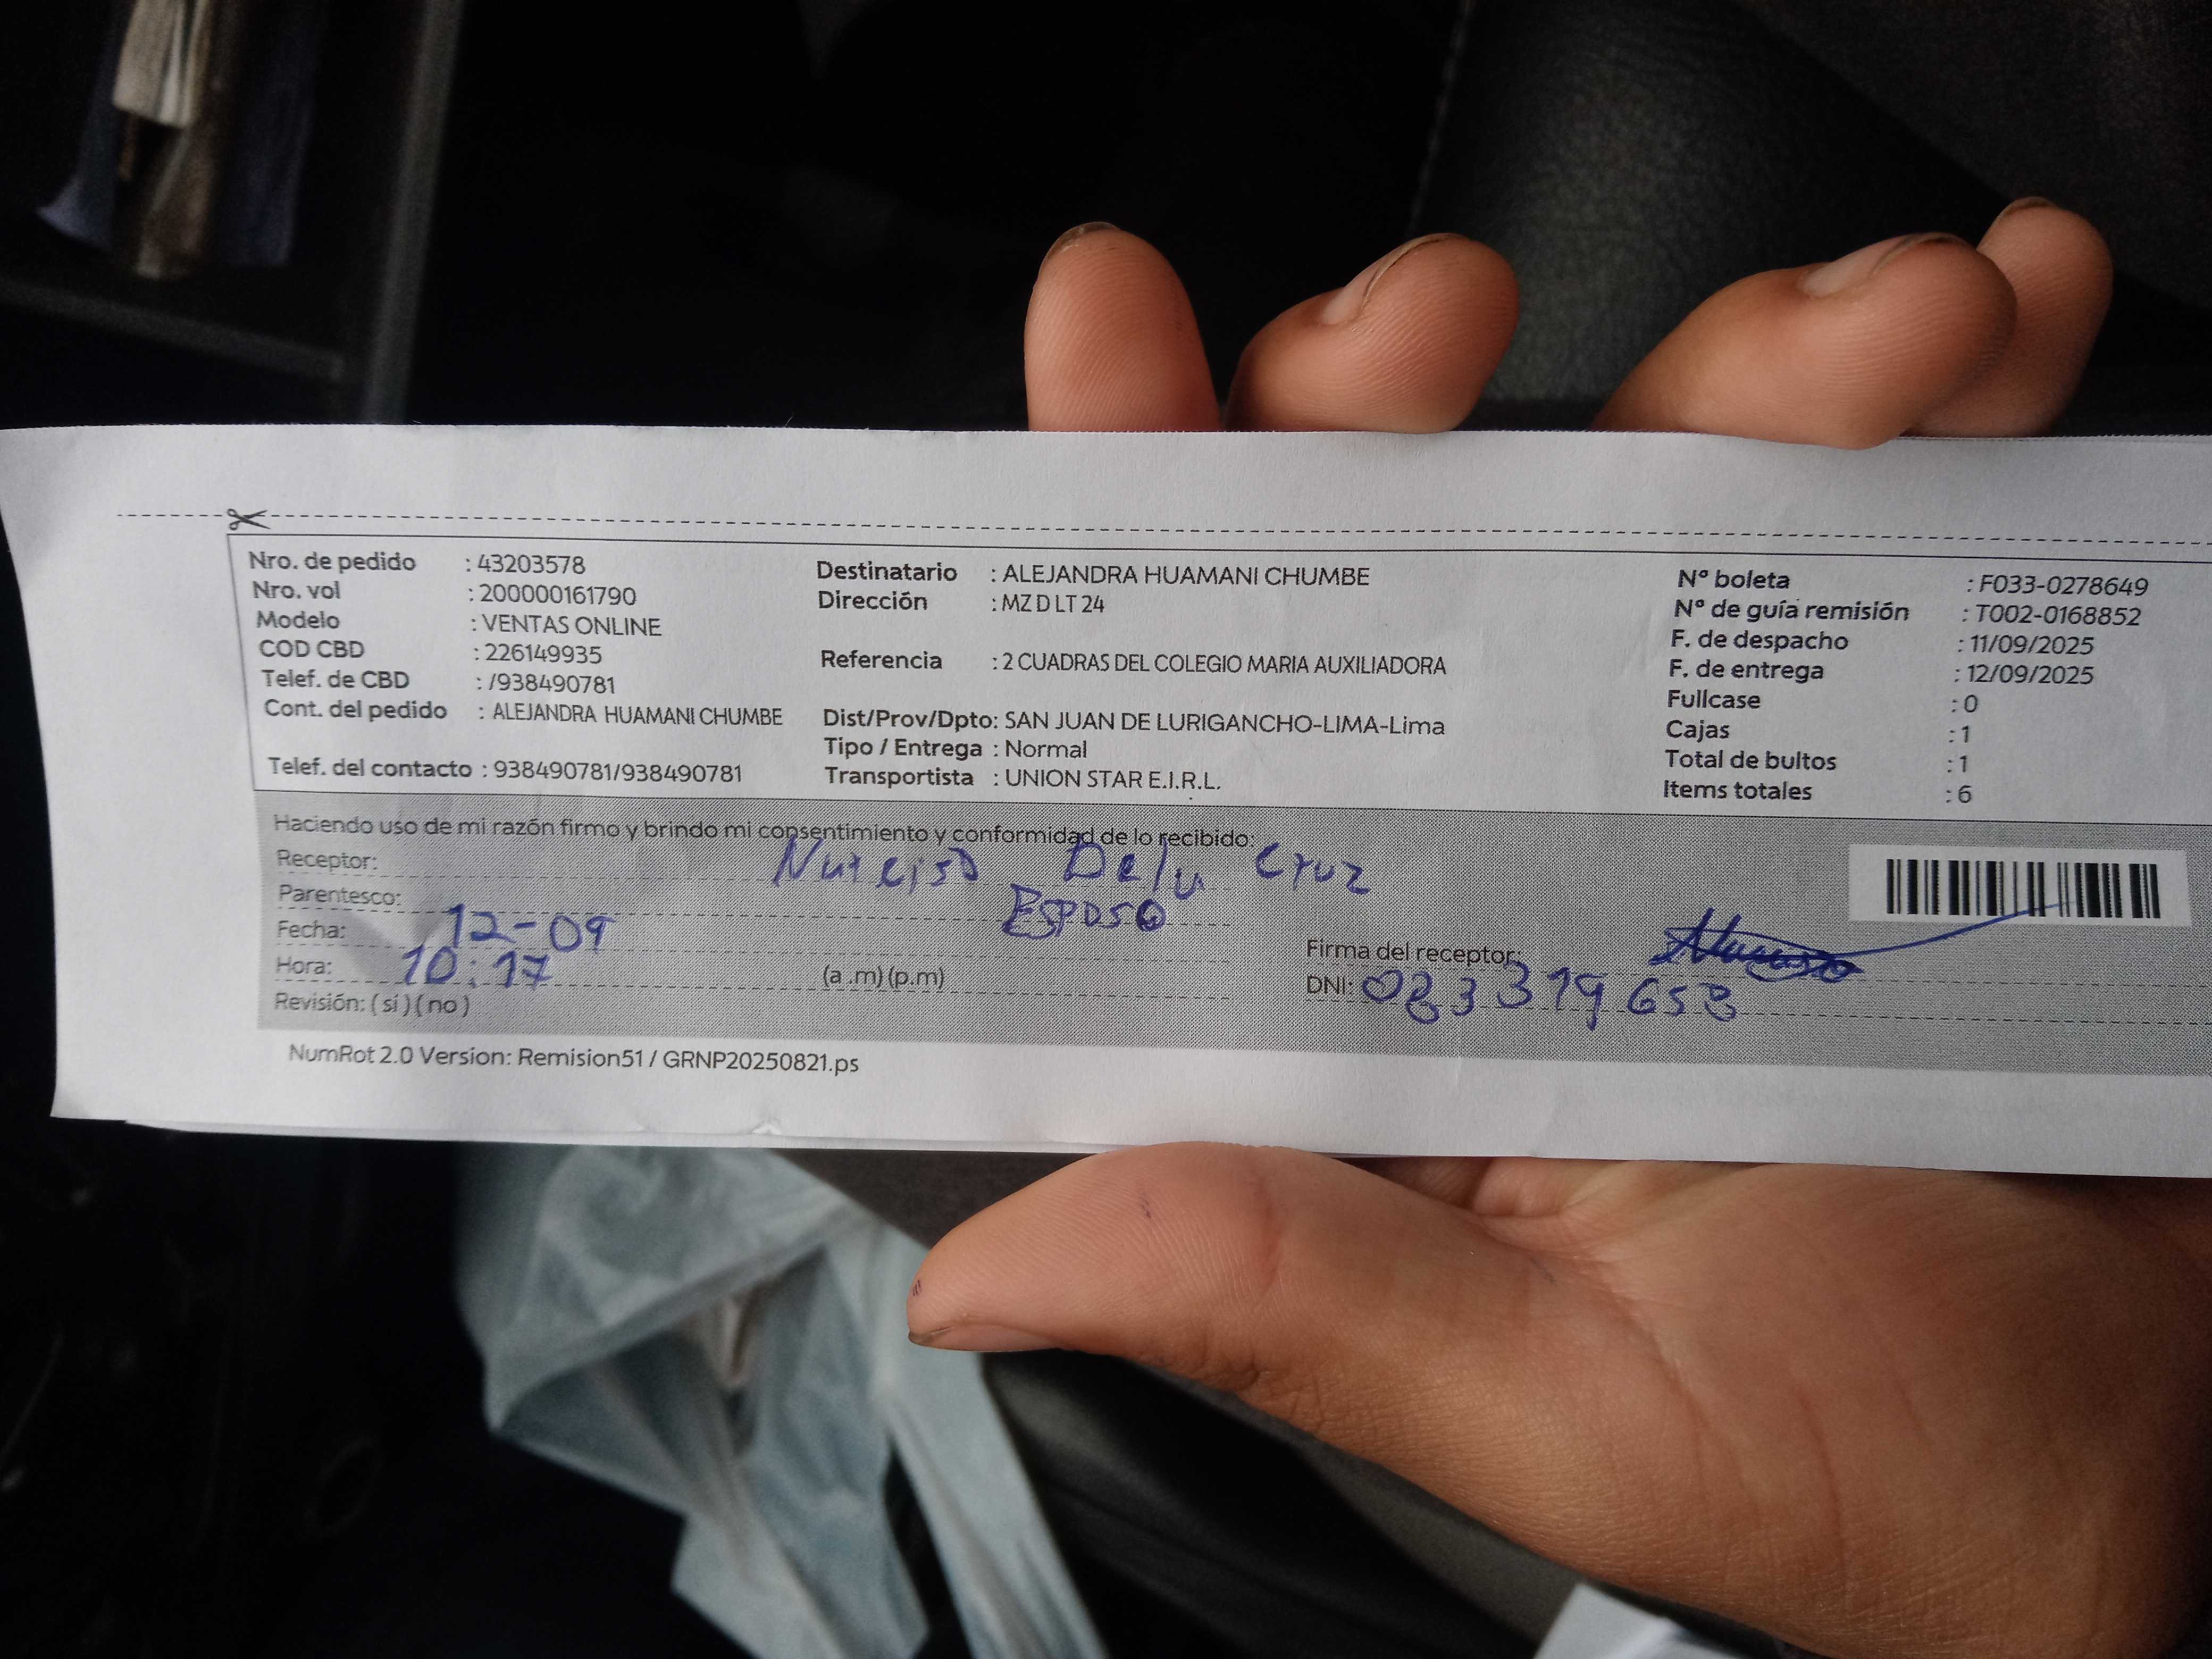 Nro. de pedido : 43203578
Nro. vol : 200000161790
Modelo : VENTAS ONLINE
COD CBD : 226149935
Telef. de CBD : /938490781
Cont. del pedido : ALEJANDRA HUAMANI CHUMBE
Telef. del contacto : 938490781/938490781
Destinatario : ALEJANDRA HUAMANI CHUMBE
Dirección : MZ D LT 24
Referencia : 2 CUADRAS DEL COLEGIO MARIA AUXILIADORA
Dist/Prov/Dpto: SAN JUAN DE LURIGANCHO-LIMA-Lima
Tipo / Entrega : Normal
Transportista : UNION STAR E.I.R.L.
N° boleta : F033-0278649
N° de guía remisión : T002-0168852
F. de despacho : 11/09/2025
F. de entrega : 12/09/2025
Fullcase : 0
Cajas : 1
Total de bultos : 1
Items totales : 6
Haciendo uso de mi razón firmo y brindo mi consentimiento y conformidad de lo recibido:
Receptor: Narciso Dela Cruz
Parentesco: Esposo
Fecha: 12-09
Hora: 10:17 (a .m) (p.m)
Revisión: ( sí ) ( no )
Firma del receptor:
DNI:
NumRot 2.0 Version: Remision51 / GRNP20250821.ps